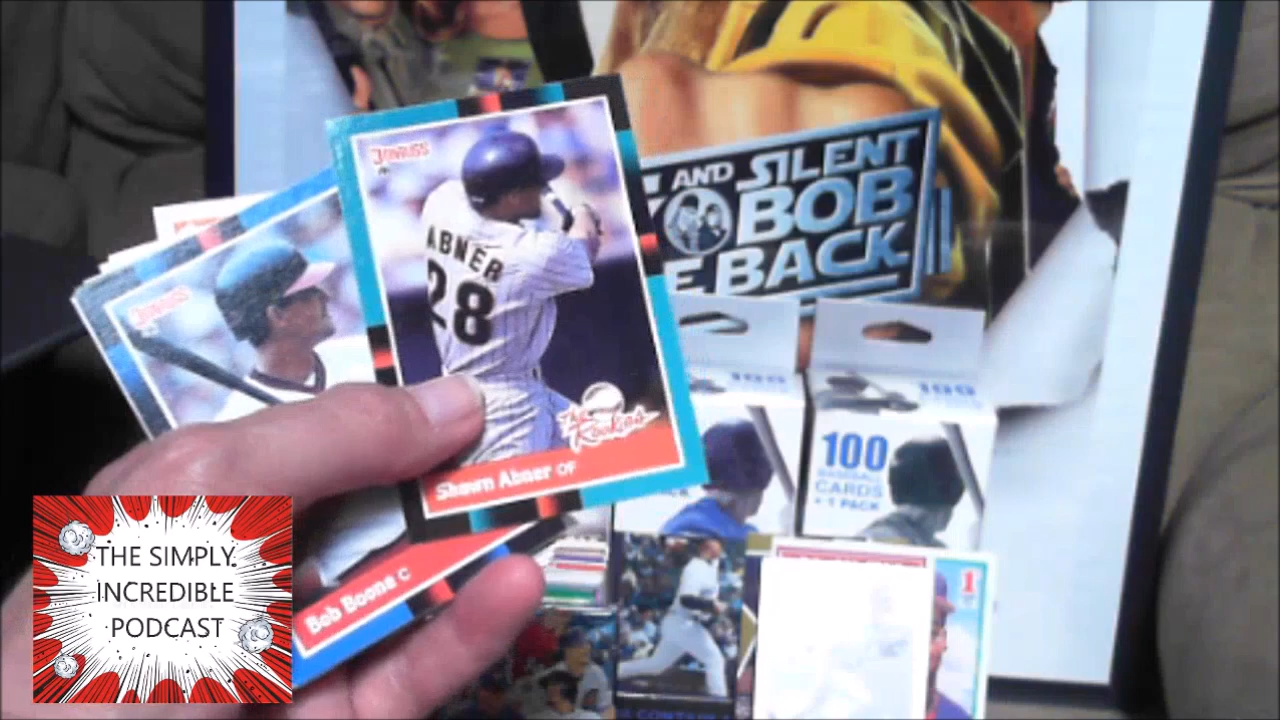 DONRUSS
ABNER
28
The Rookies
Shawn Abner OF
DONRUSS
Bob Boone C
AND SILENT
BOB
BACK
100
100
100
BASEBALL
CARDS
+ 1 PACK
1
THE SIMPLY
INCREDIBLE
PODCAST